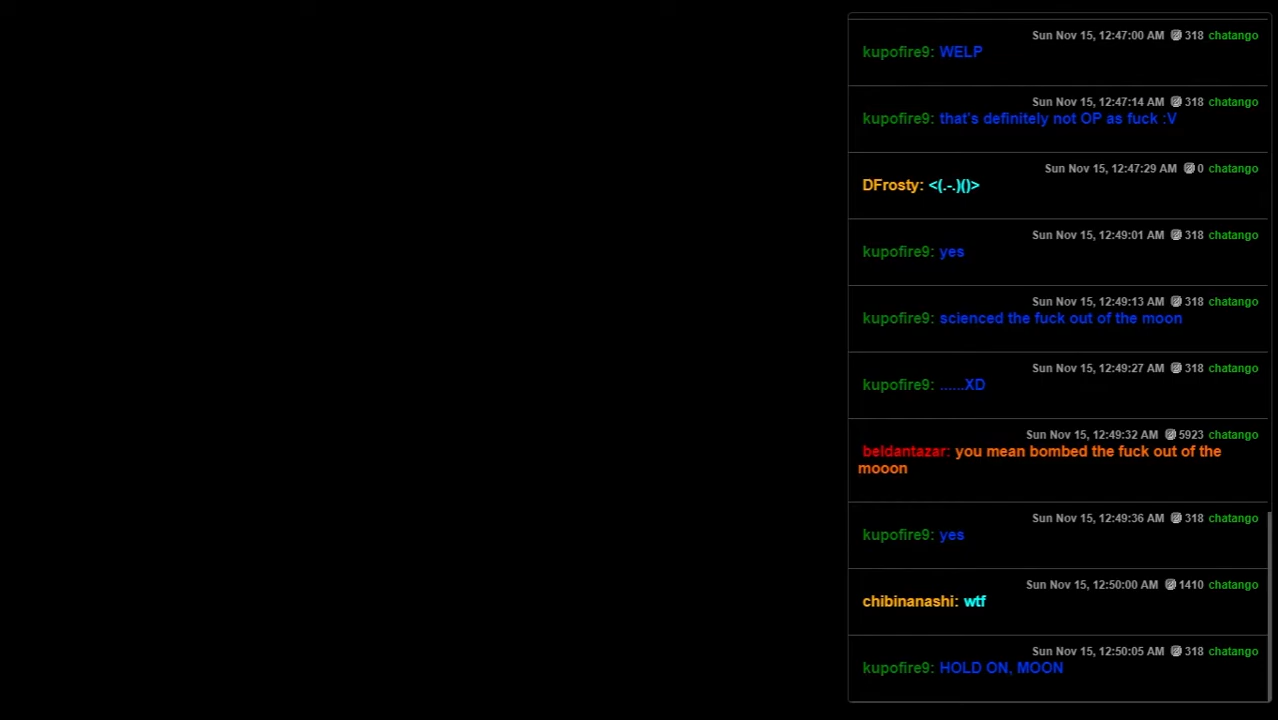 Sun Nov 15, 12:47:00 AM 318 chatango
kupofire9: WELP
Sun Nov 15, 12:47:14 AM 318 chatango
kupofire9: that's definitely not OP as fuck :V
Sun Nov 15, 12:47:29 AM 0 chatango
DFrosty: <(.-.)()>
Sun Nov 15, 12:49:01 AM 318 chatango
kupofire9: yes
Sun Nov 15, 12:49:13 AM 318 chatango
kupofire9: scienced the fuck out of the moon
Sun Nov 15, 12:49:27 AM 318 chatango
kupofire9: ......XD
Sun Nov 15, 12:49:32 AM 5923 chatango
beldantazar: you mean bombed the fuck out of the
mooon
Sun Nov 15, 12:49:36 AM 318 chatango
kupofire9: yes
Sun Nov 15, 12:50:00 AM 1410 chatango
chibinanashi: wtf
Sun Nov 15, 12:50:05 AM 318 chatango
kupofire9: HOLD ON, MOON